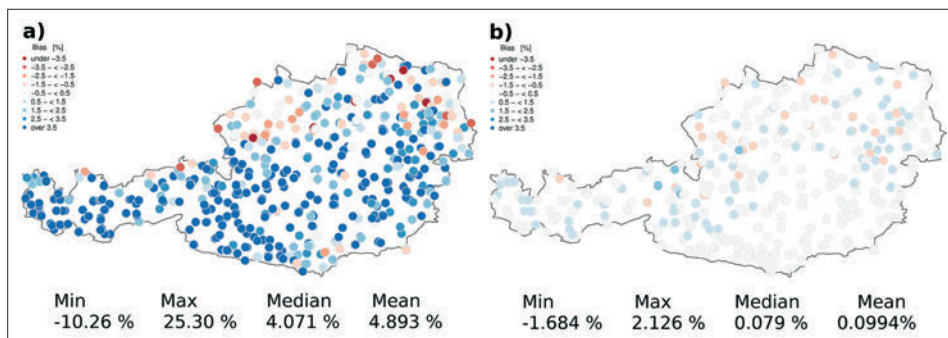 a)
Bias [%]
under −3.5
−3.5 – < −2.5
−2.5 – < −1.5
−1.5 – < −0.5
−0.5 – < 0.5
0.5 – < 1.5
1.5 – < 2.5
2.5 – < 3.5
over 3.5
Min Max Median Mean
-10.26 % 25.30 % 4.071 % 4.893 %
b)
Bias [%]
under −3.5
−3.5 – < −2.5
−2.5 – < −1.5
−1.5 – < −0.5
−0.5 – < 0.5
0.5 – < 1.5
1.5 – < 2.5
2.5 – < 3.5
over 3.5
Min Max Median Mean
-1.684 % 2.126 % 0.079 % 0.0994%